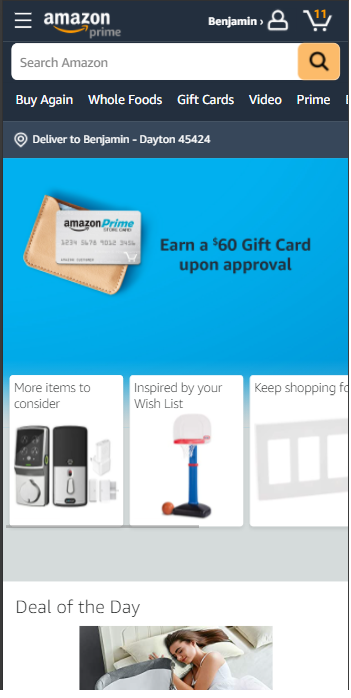 amazon
prime
Benjamin ›
11
Search Amazon
Buy Again Whole Foods Gift Cards Video Prime
Deliver to Benjamin - Dayton 45424
amazonPrime
STORE CARD
1234 5678 9012 3456
AMAZON CUSTOMER
Earn a $60 Gift Card
upon approval
More items to
consider
Inspired by your
Wish List
Keep shopping fo
Deal of the Day